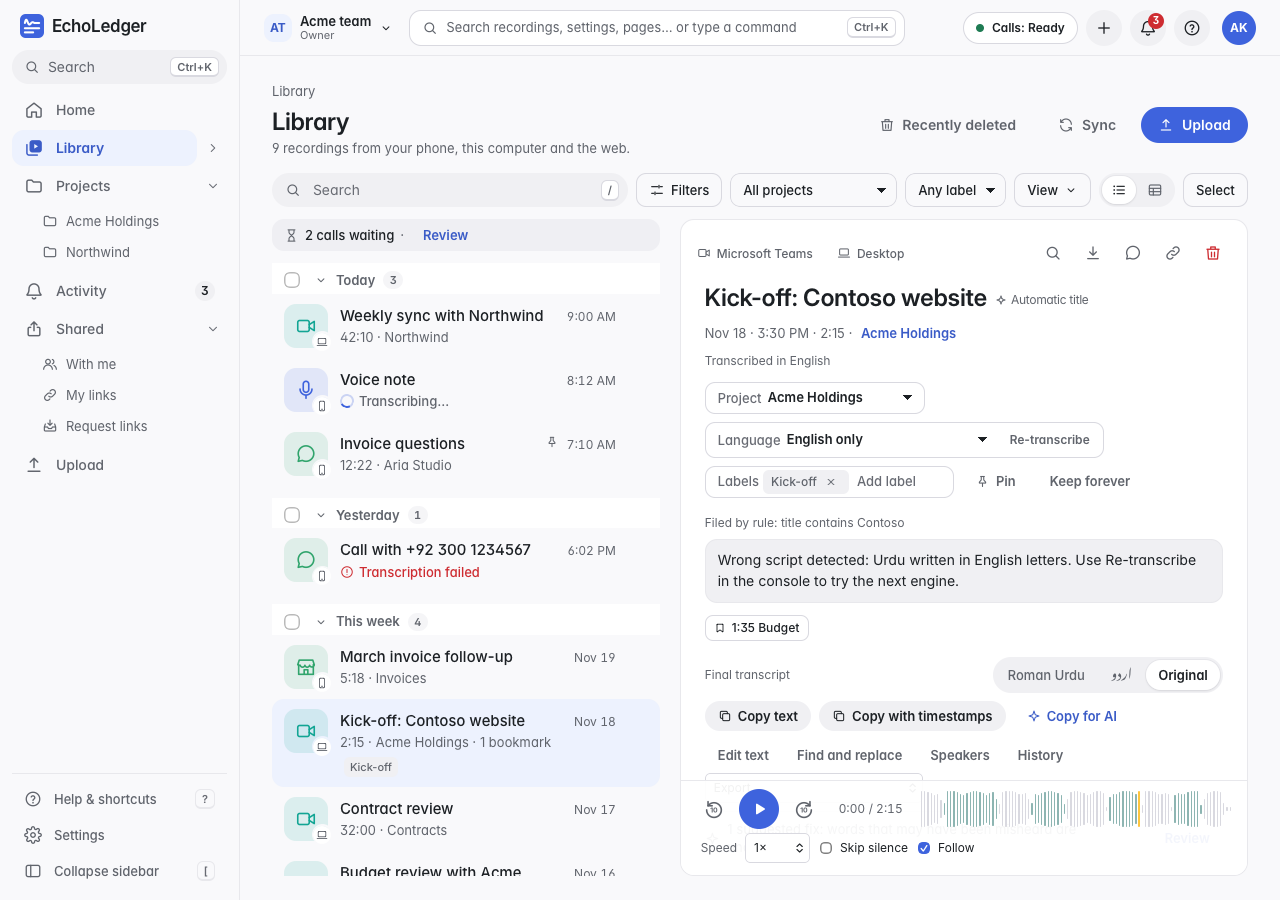 EchoLedger
Search Ctrl+K
Home
Library
Projects
Acme Holdings
Northwind
Activity 3
Shared
With me
My links
Request links
Upload
Help & shortcuts ?
Settings
Collapse sidebar [
AT Acme team
Owner
Search recordings, settings, pages... or type a command Ctrl+K
Calls: Ready
3
AK
Library
Library
9 recordings from your phone, this computer and the web.
Recently deleted Sync Upload
Search /
Filters All projects Any label View Select
2 calls waiting · Review
Today 3
Weekly sync with Northwind 9:00 AM
42:10 · Northwind
Voice note 8:12 AM
Transcribing...
Invoice questions 7:10 AM
12:22 · Aria Studio
Yesterday 1
Call with +92 300 1234567 6:02 PM
Transcription failed
This week 4
March invoice follow-up Nov 19
5:18 · Invoices
Kick-off: Contoso website Nov 18
2:15 · Acme Holdings · 1 bookmark
Kick-off
Contract review Nov 17
32:00 · Contracts
Budget review with Acme Nov 16
Microsoft Teams Desktop
Kick-off: Contoso website Automatic title
Nov 18 · 3:30 PM · 2:15 · Acme Holdings
Transcribed in English
Project Acme Holdings
Language English only Re-transcribe
Labels Kick-off × Add label Pin Keep forever
Filed by rule: title contains Contoso
Wrong script detected: Urdu written in English letters. Use Re-transcribe
in the console to try the next engine.
1:35 Budget
Final transcript Roman Urdu اردو Original
Copy text Copy with timestamps Copy for AI
Edit text Find and replace Speakers History
Export
10 10 0:00 / 2:15
Review
Speed 1× Skip silence Follow